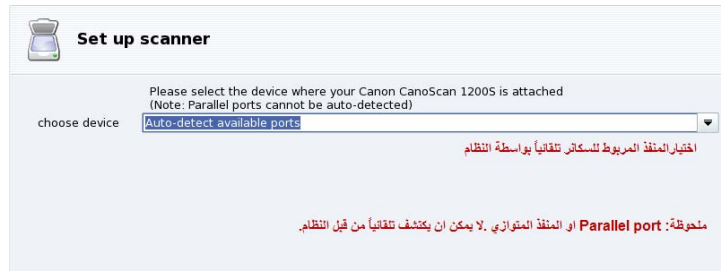 Set up scanner
Please select the device where your Canon CanoScan 1200S is attached
(Note: Parallel ports cannot be auto-detected)
choose device Auto-detect available ports
اختيارالمنفذ المربوط للسكانر تلقائياً بواسطة النظام
ملحوظة: Parallel port او المنفذ المتوازي .لا يمكن ان يكتشف تلقائياً من قبل النظام.